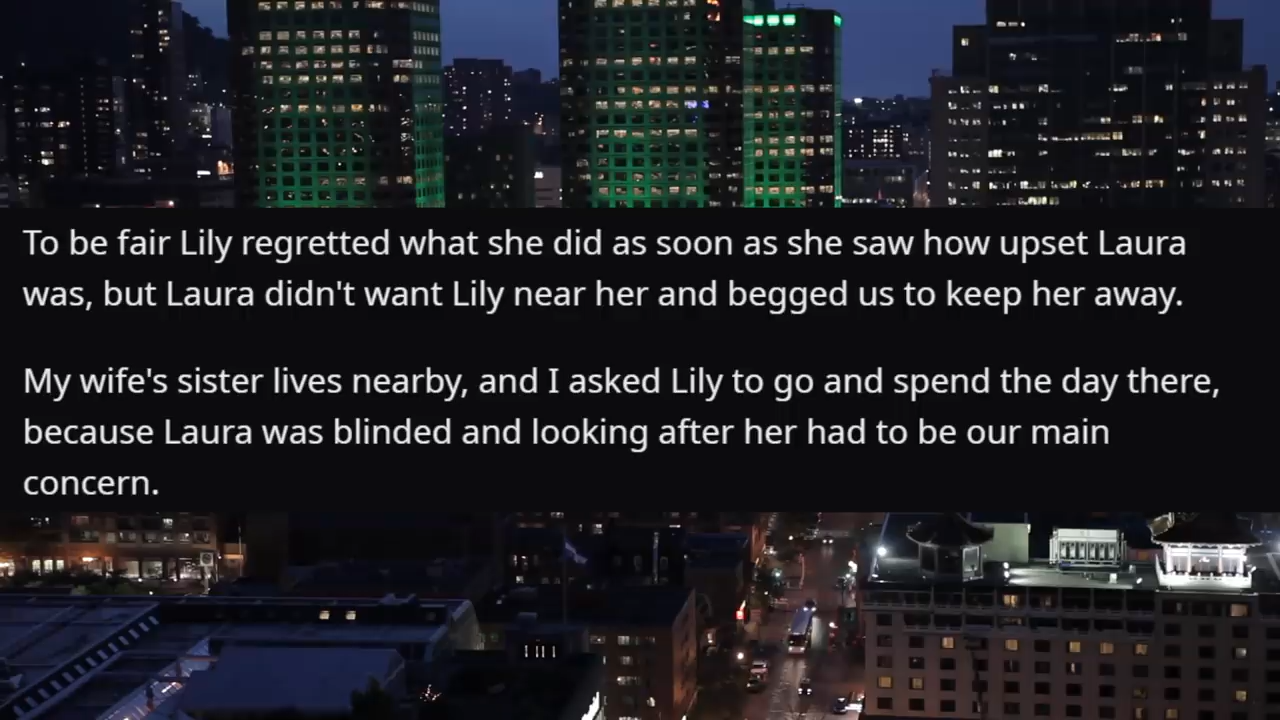 To be fair Lily regretted what she did as soon as she saw how upset Laura
was, but Laura didn't want Lily near her and begged us to keep her away.
My wife's sister lives nearby, and I asked Lily to go and spend the day there,
because Laura was blinded and looking after her had to be our main
concern.